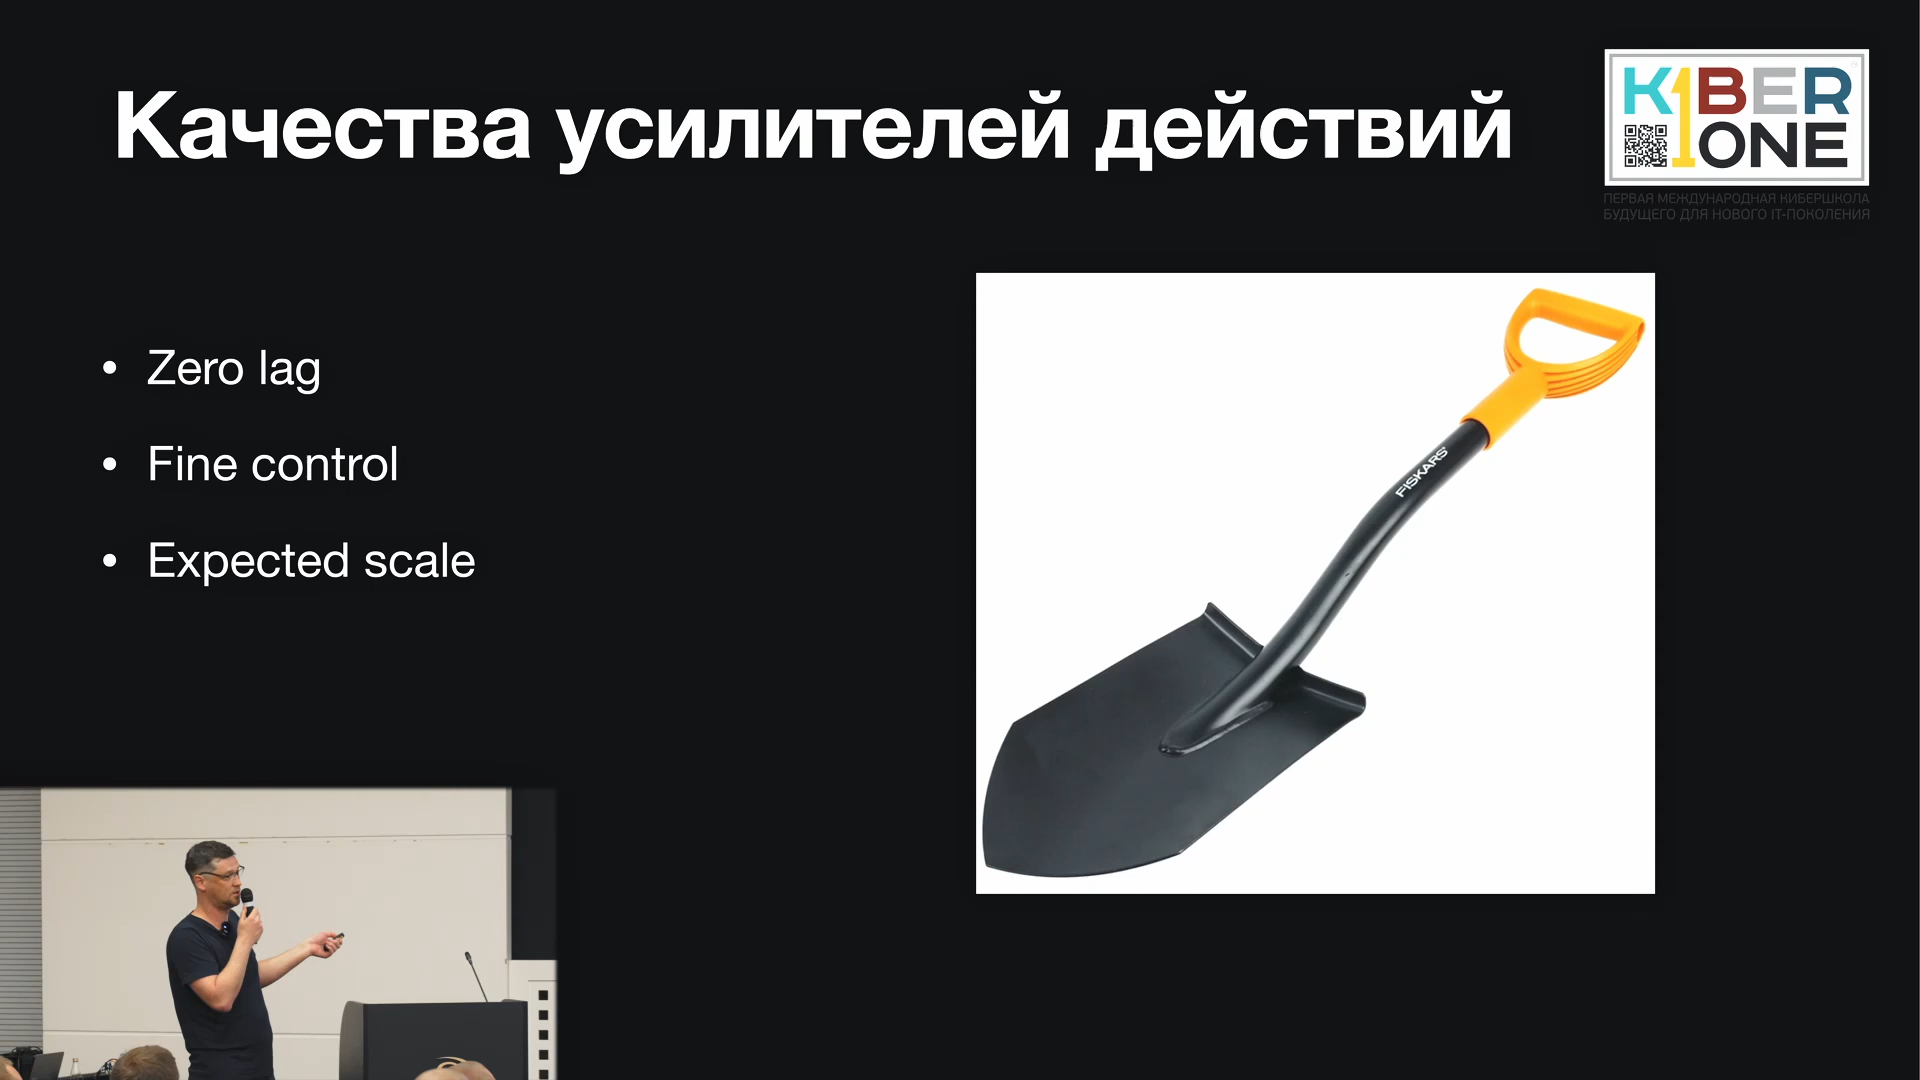 Качества усилителей действий
K1BER
ONE
ПЕРВАЯ МЕЖДУНАРОДНАЯ КИБЕРШКОЛА
БУДУЩЕГО ДЛЯ НОВОГО IT-ПОКОЛЕНИЯ
• Zero lag
• Fine control
• Expected scale
FISKARS